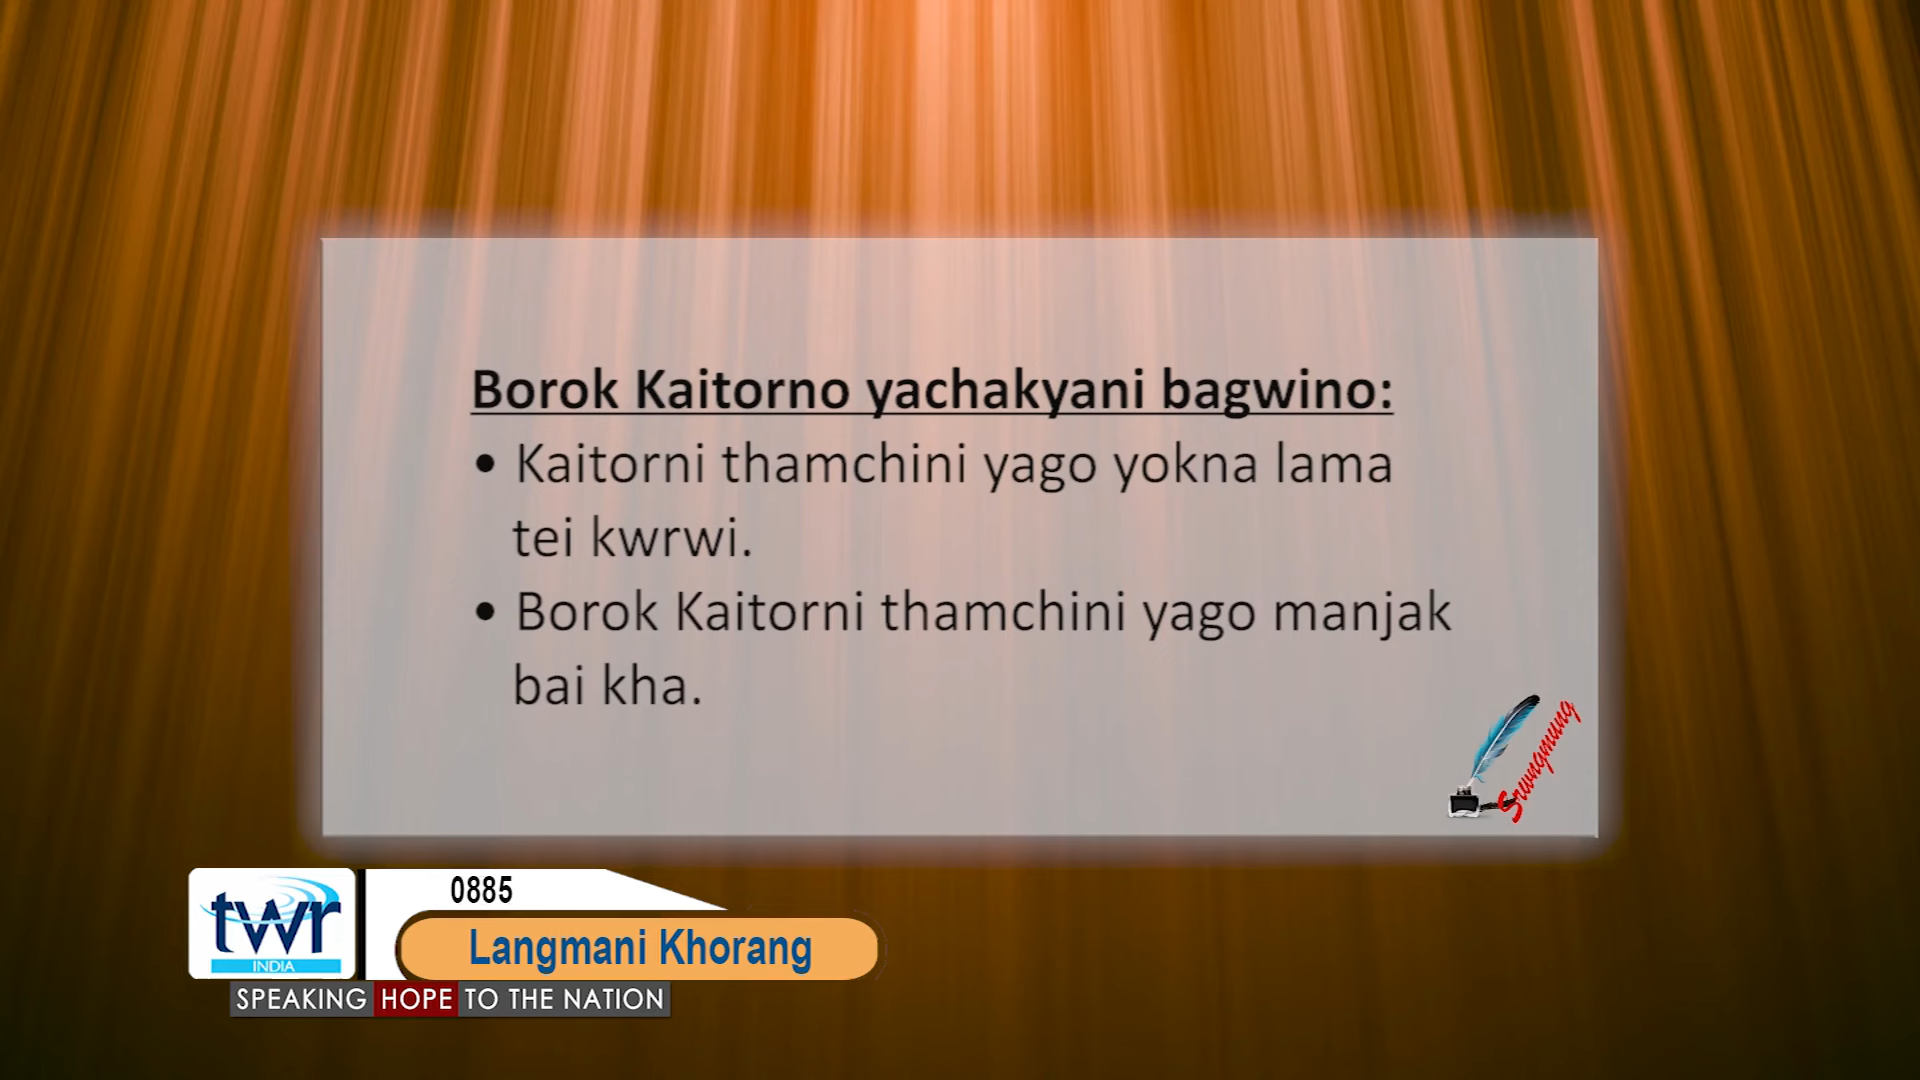 Borok Kaitorno yachakyani bagwino:
• Kaitorni thamchini yago yokna lama
tei kwrwi.
• Borok Kaitorni thamchini yago manjak
bai kha.
Srwngmung
0885
twr
INDIA
Langmani Khorang
SPEAKING HOPE TO THE NATION